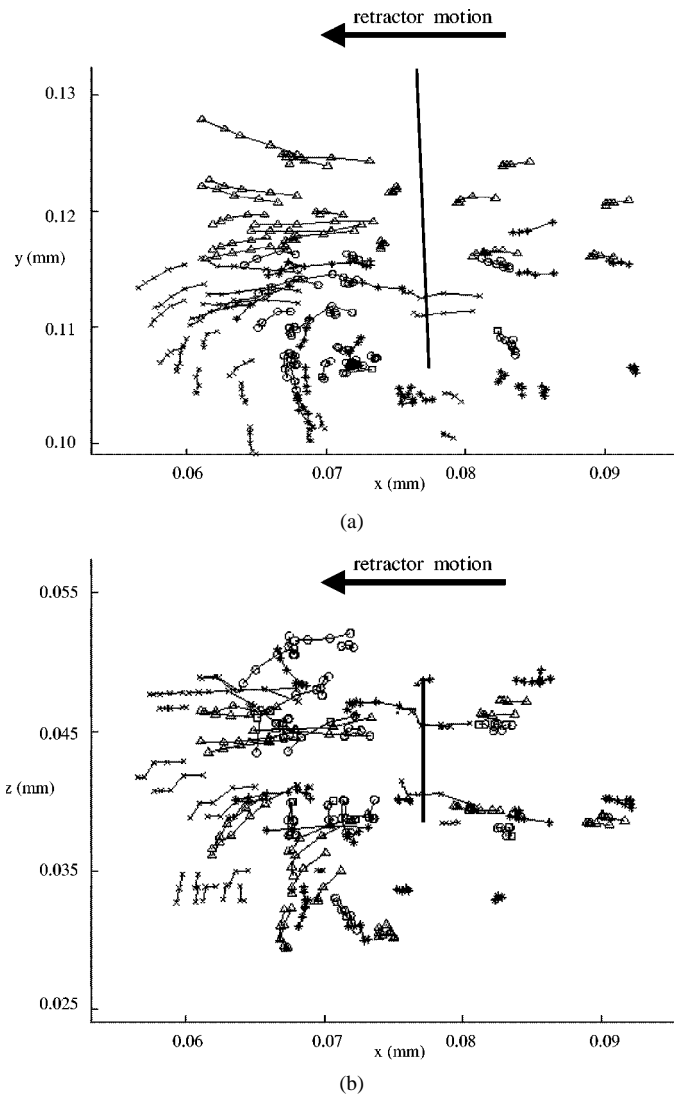 retractor motion
0.13
0.12
y (mm)
0.11
0.10
0.06 0.07 0.08 0.09
x (mm)
(a)
retractor motion
0.055
0.045
z (mm)
0.035
0.025
0.06 0.07 0.08 0.09
x (mm)
(b)